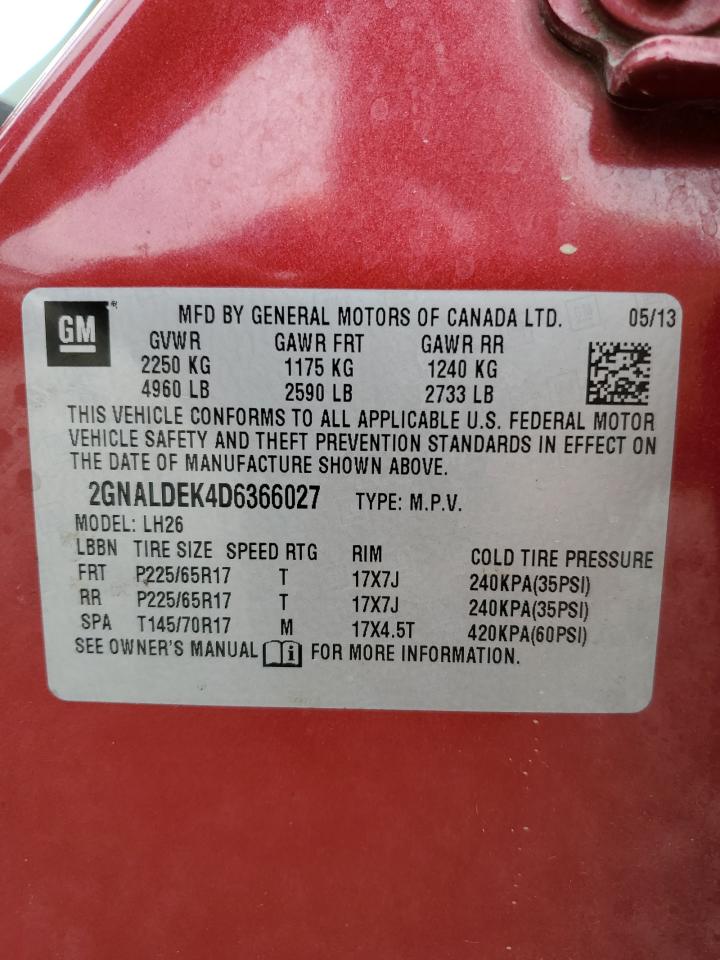 GM ®
MFD BY GENERAL MOTORS OF CANADA LTD. 05/13
GVWR GAWR FRT GAWR RR
2250 KG 1175 KG 1240 KG
4960 LB 2590 LB 2733 LB
THIS VEHICLE CONFORMS TO ALL APPLICABLE U.S. FEDERAL MOTOR
VEHICLE SAFETY AND THEFT PREVENTION STANDARDS IN EFFECT ON
THE DATE OF MANUFACTURE SHOWN ABOVE.
2GNALDEK4D6366027 TYPE: M.P.V.
MODEL: LH26
LBBN TIRE SIZE SPEED RTG RIM COLD TIRE PRESSURE
FRT P225/65R17 T 17X7J 240KPA(35PSI)
RR P225/65R17 T 17X7J 240KPA(35PSI)
SPA T145/70R17 M 17X4.5T 420KPA(60PSI)
SEE OWNER'S MANUAL i FOR MORE INFORMATION.